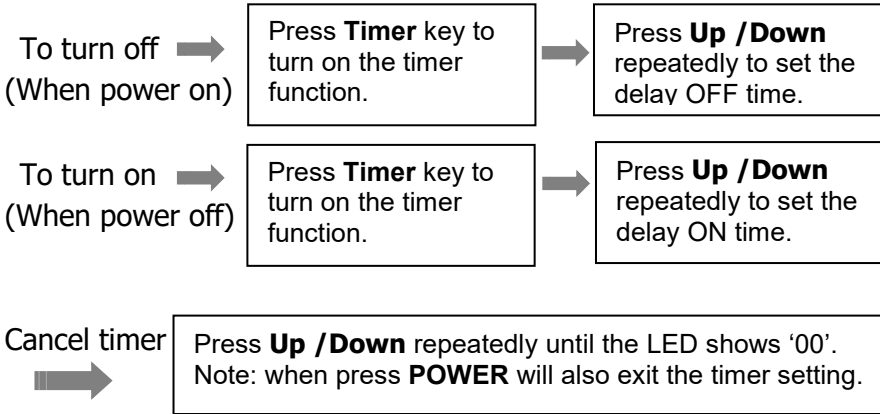 To turn off
(When power on)
Press Timer key to
turn on the timer
function.
Press Up /Down
repeatedly to set the
delay OFF time.
To turn on
(When power off)
Press Timer key to
turn on the timer
function.
Press Up /Down
repeatedly to set the
delay ON time.
Cancel timer
Press Up /Down repeatedly until the LED shows ‘00’.
Note: when press POWER will also exit the timer setting.